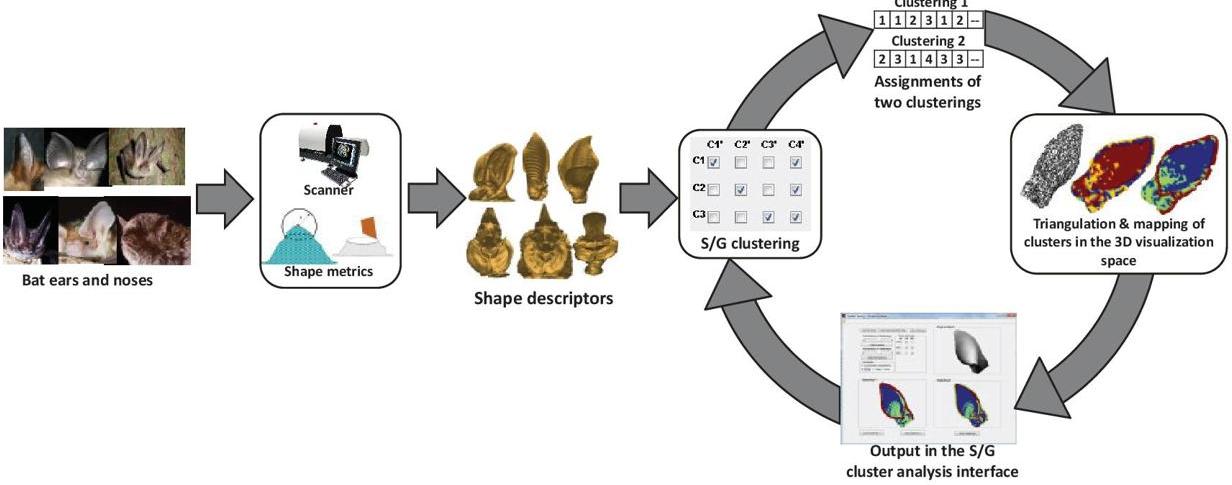 Bat ears and noses
Scanner
Shape metrics
Shape descriptors
C1' C2' C3' C4'
C1
C2
C3
S/G clustering
Clustering 1
1 1 2 3 1 2 --
Clustering 2
2 3 1 4 3 3 --
Assignments of
two clusterings
Triangulation & mapping of
clusters in the 3D visualization
space
Output in the S/G
cluster analysis interface